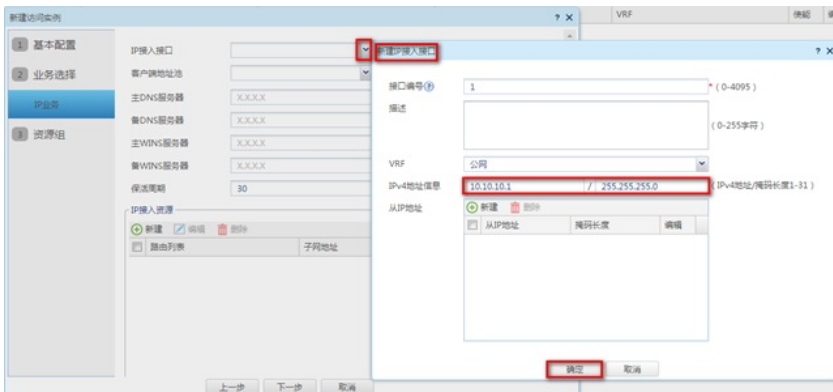 新建访问实例 ? X
VRF 使能
1 基本配置
2 业务选择
IP业务
3 资源组
IP接入接口
客户端地址池
主DNS服务器 X.X.X.X
备DNS服务器 X.X.X.X
主WINS服务器 X.X.X.X
备WINS服务器 X.X.X.X
保活周期 30
IP接入资源
新建 编辑 删除
路由列表 子网地址
上一步 下一步 取消
新建IP接入接口 ? X
接口编号 ? 1 * ( 0-4095 )
描述
( 0-255字符 )
VRF 公网
IPv4地址信息 10.10.10.1 / 255.255.255.0 ( IPv4地址/掩码长度1-31 )
从IP地址 新建 删除
从IP地址 掩码长度 编辑
确定 取消